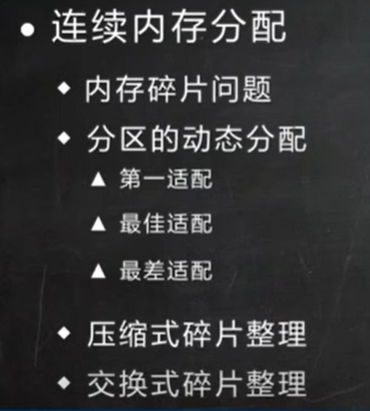 ● 连续内存分配
◆ 内存碎片问题
◆ 分区的动态分配
▲ 第一适配
▲ 最佳适配
▲ 最差适配
◆ 压缩式碎片整理
◆ 交换式碎片整理